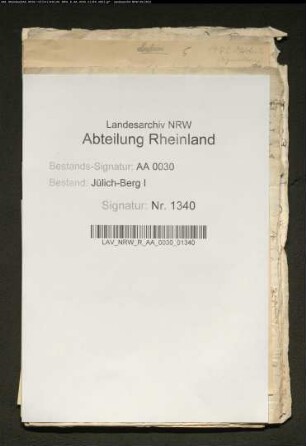 Landesarchiv NRW
Abteilung Rheinland
Bestands-Signatur: AA 0030
Bestand: Jülich-Berg I
Signatur: Nr. 1340
LAV_NRW_R_AA_0030_01340